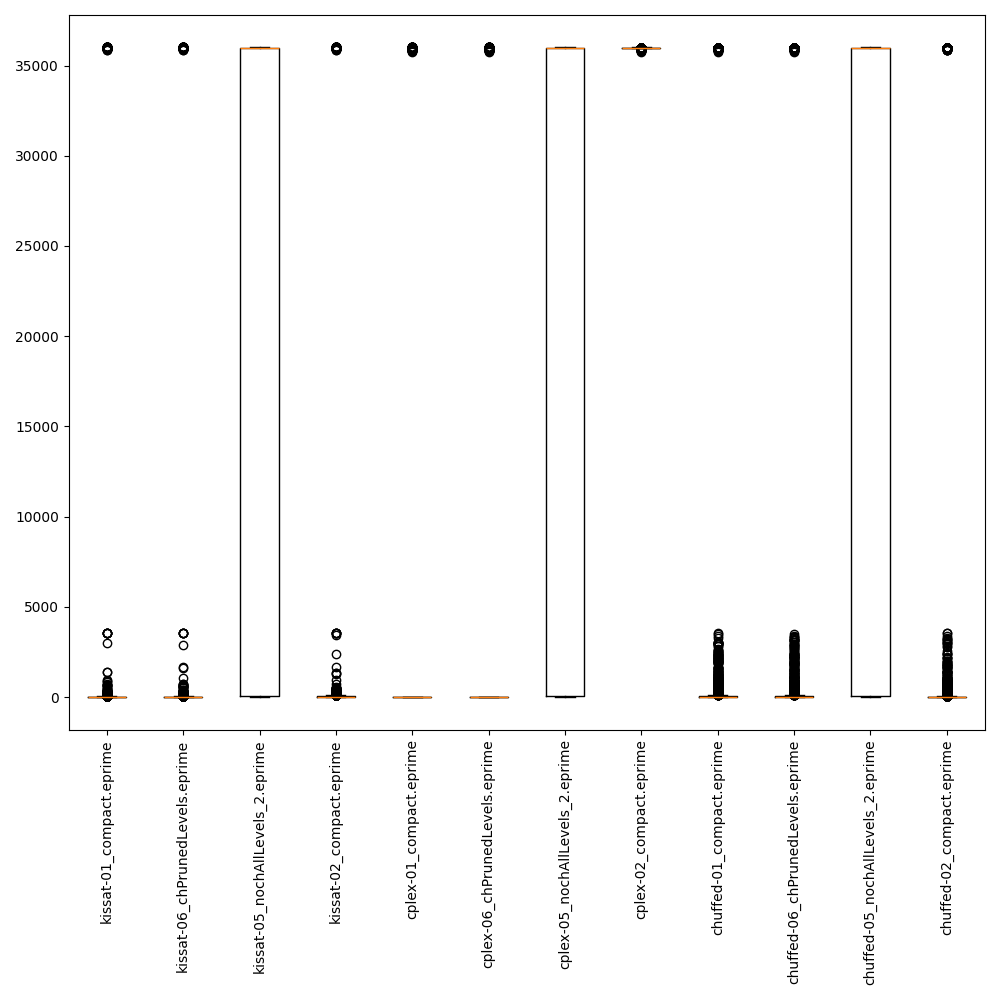 35000
30000
25000
20000
15000
10000
5000
0
kissat-01_compact.eprime
kissat-06_chPrunedLevels.eprime
kissat-05_nochAllLevels_2.eprime
kissat-02_compact.eprime
cplex-01_compact.eprime
cplex-06_chPrunedLevels.eprime
cplex-05_nochAllLevels_2.eprime
cplex-02_compact.eprime
chuffed-01_compact.eprime
chuffed-06_chPrunedLevels.eprime
chuffed-05_nochAllLevels_2.eprime
chuffed-02_compact.eprime